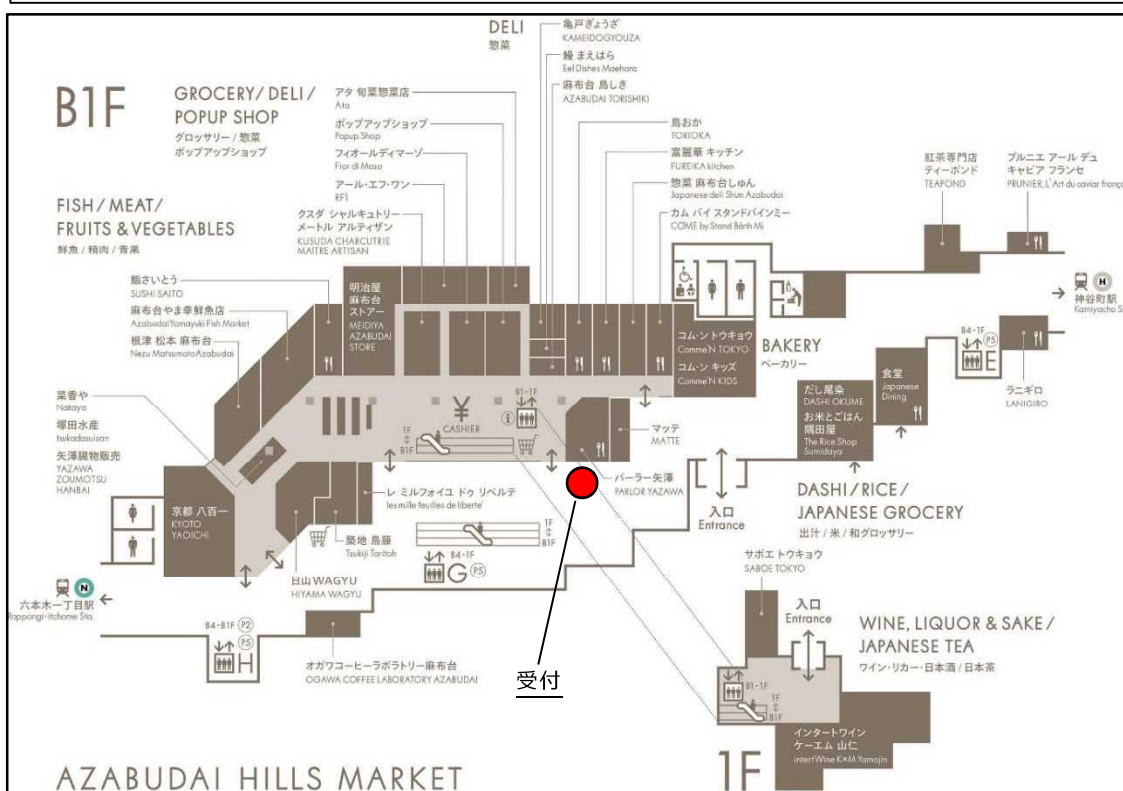 B1F
GROCERY/DELI/
POPUP SHOP
グロッサリー / 惣菜
ポップアップショップ
FISH/MEAT/
FRUITS & VEGETABLES
鮮魚 / 精肉 / 青果
DELI
惣菜
亀戸ぎょうざ
KAMEIDOGYOUZA
鰻 まえはら
Eel Dishes Maehara
麻布台 鳥しき
AZABUDAI TORISHIKI
鳥おか
TORIOKA
富麗華 キッチン
FUREIKA kitchen
惣菜 麻布台しゅん
Japanese deli Shun Azabudai
カム バイ スタンドバインミー
COME by Stand Bánh Mì
アタ 旬菜惣菜店
Ata
ポップアップショップ
Popup Shop
フィオールディマーゾ
Fior di Maso
アール・エフ・ワン
RF1
クスダ シャルキュトリー
メートル アルティザン
KUSUDA CHARCUTRIE
MAITRE ARTISAN
鮨さいとう
SUSHI SAITO
麻布台やま幸鮮魚店
Azabudai Yamayuki Fish Market
根津 松本 麻布台
Nezu Matsumoto Azabudai
菜香や
Nakaya
塚田水産
tsukadasuisan
矢澤臓物販売
YAZAWA
ZOUMOTSU
HANBAI
明治屋
麻布台
ストアー
MEIDIYA
AZABUDAI
STORE
紅茶専門店
ティーポンド
TEAPOND
プルニエ アール デュ
キャビア フランセ
PRUNIER, L'Art du caviar franç
H
神谷町駅
Kamiyacho S
コム・ン トウキョウ
Comme'N TOKYO
コム・ン キッズ
Comme'N KIDS
BAKERY
ベーカリー
B4-1F
P5
E
ラニギロ
LANIGIRO
食堂
Japanese
Dining
だし尾粂
DASHI OKUME
お米とごはん
隅田屋
The Rice Shop
Sumidaya
DASHI/RICE/
JAPANESE GROCERY
出汁 / 米 / 和グロッサリー
B1-1F
¥
CASHIER
i
1F
B1F
マッテ
MATTE
パーラー矢澤
PARLOR YAZAWA
入口
Entrance
京都 八百一
KYOTO
YAOICHI
レ ミルフォイユ ドゥ リベルテ
les mille feuilles de liberté
築地 鳥藤
Tsukiji Toritoh
日山 WAGYU
HIYAMA WAGYU
1F
B1F
B4-1F
G
P5
N
六本木一丁目駅
Roppongi-itchome Sta.
B4-B1F
P2
P5
H
オガワコーヒーラボラトリー麻布台
OGAWA COFFEE LABORATORY AZABUDAI
受付
サボエ トウキョウ
SABOE TOKYO
入口
Entrance
WINE, LIQUOR & SAKE/
JAPANESE TEA
ワイン・リカー・日本酒 / 日本茶
B1-1F
1F
B1F
インタートワイン
ケーエム 山仁
interTWine K×M Yamajin
1F
AZABUDAI HILLS MARKET